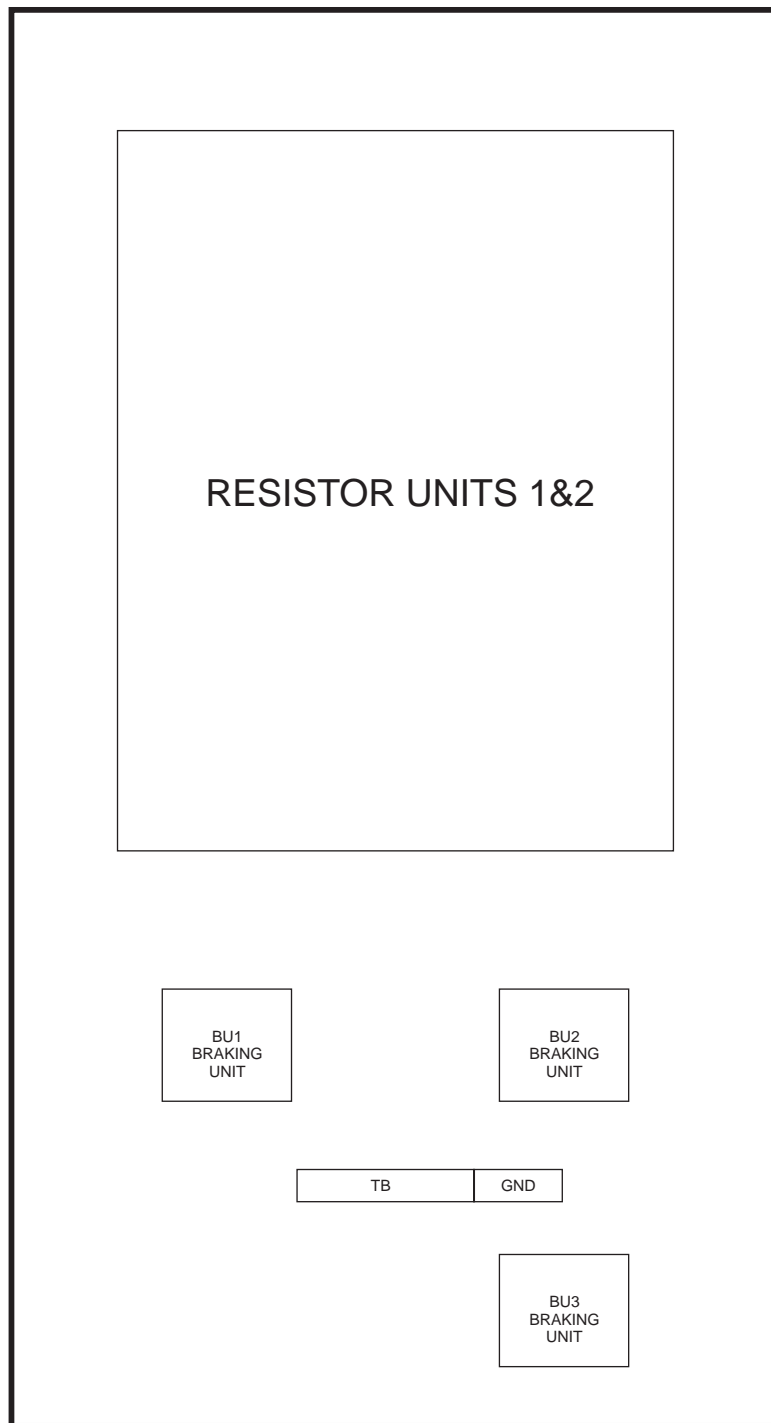 RESISTOR UNITS 1&2
BU1
BRAKING
UNIT
BU2
BRAKING
UNIT
TB
GND
BU3
BRAKING
UNIT